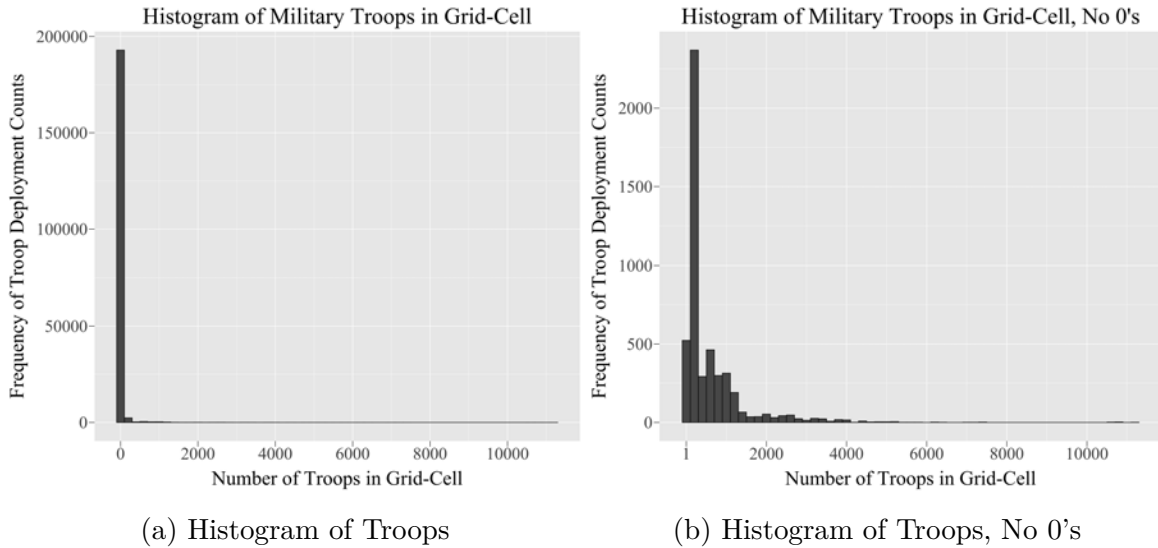 Histogram of Military Troops in Grid-Cell
200000
150000
100000
50000
0
Frequency of Troop Deployment Counts
0 2000 4000 6000 8000 10000
Number of Troops in Grid-Cell
(a) Histogram of Troops
Histogram of Military Troops in Grid-Cell, No 0's
2000
1500
1000
500
0
Frequency of Troop Deployment Counts
1 2000 4000 6000 8000 10000
Number of Troops in Grid-Cell
(b) Histogram of Troops, No 0's